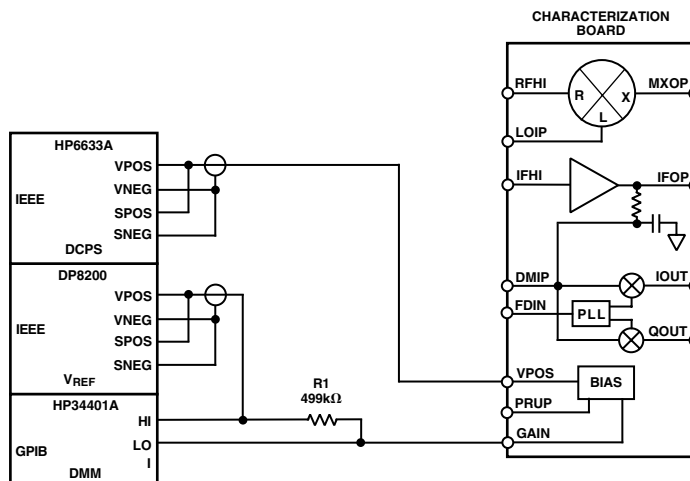 CHARACTERIZATION
BOARD
RFHI
R
X
L
MXOP
LOIP
IFHI
IFOP
DMIP
IOUT
FDIN
PLL
QOUT
VPOS
BIAS
PRUP
GAIN
HP6633A
VPOS
IEEE
VNEG
SPOS
SNEG
DCPS
DP8200
VPOS
IEEE
VNEG
SPOS
SNEG
VREF
HP34401A
HI
GPIB
LO
I
DMM
R1
499kΩ